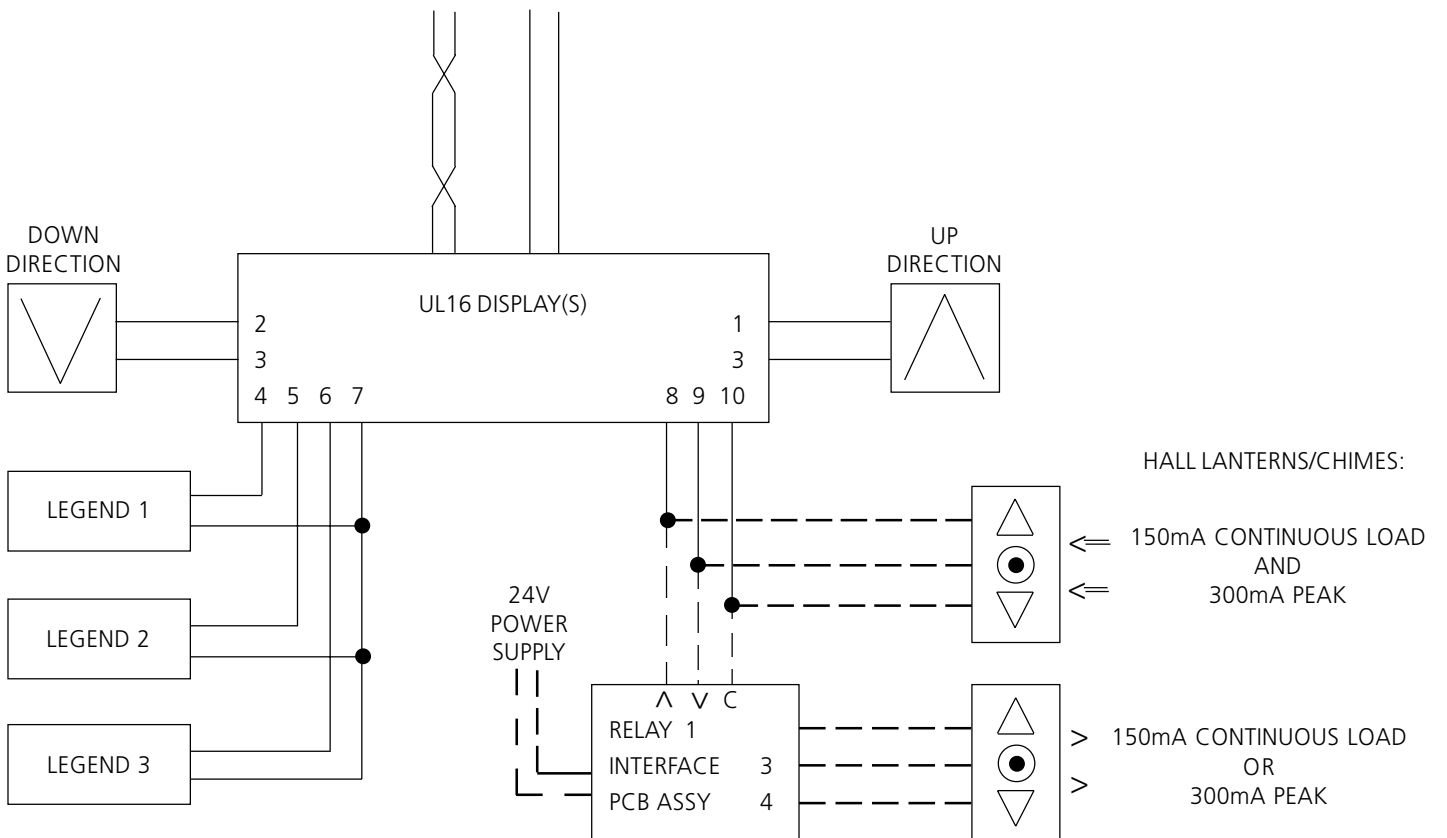 DOWN
DIRECTION
UP
DIRECTION
UL16 DISPLAY(S)
2
1
3
3
4 5 6 7
8 9 10
LEGEND 1
LEGEND 2
LEGEND 3
24V
POWER
SUPPLY
HALL LANTERNS/CHIMES:
<= 150mA CONTINUOUS LOAD
AND
<= 300mA PEAK
Λ V C
RELAY 1
INTERFACE 3
PCB ASSY 4
> 150mA CONTINUOUS LOAD
OR
> 300mA PEAK